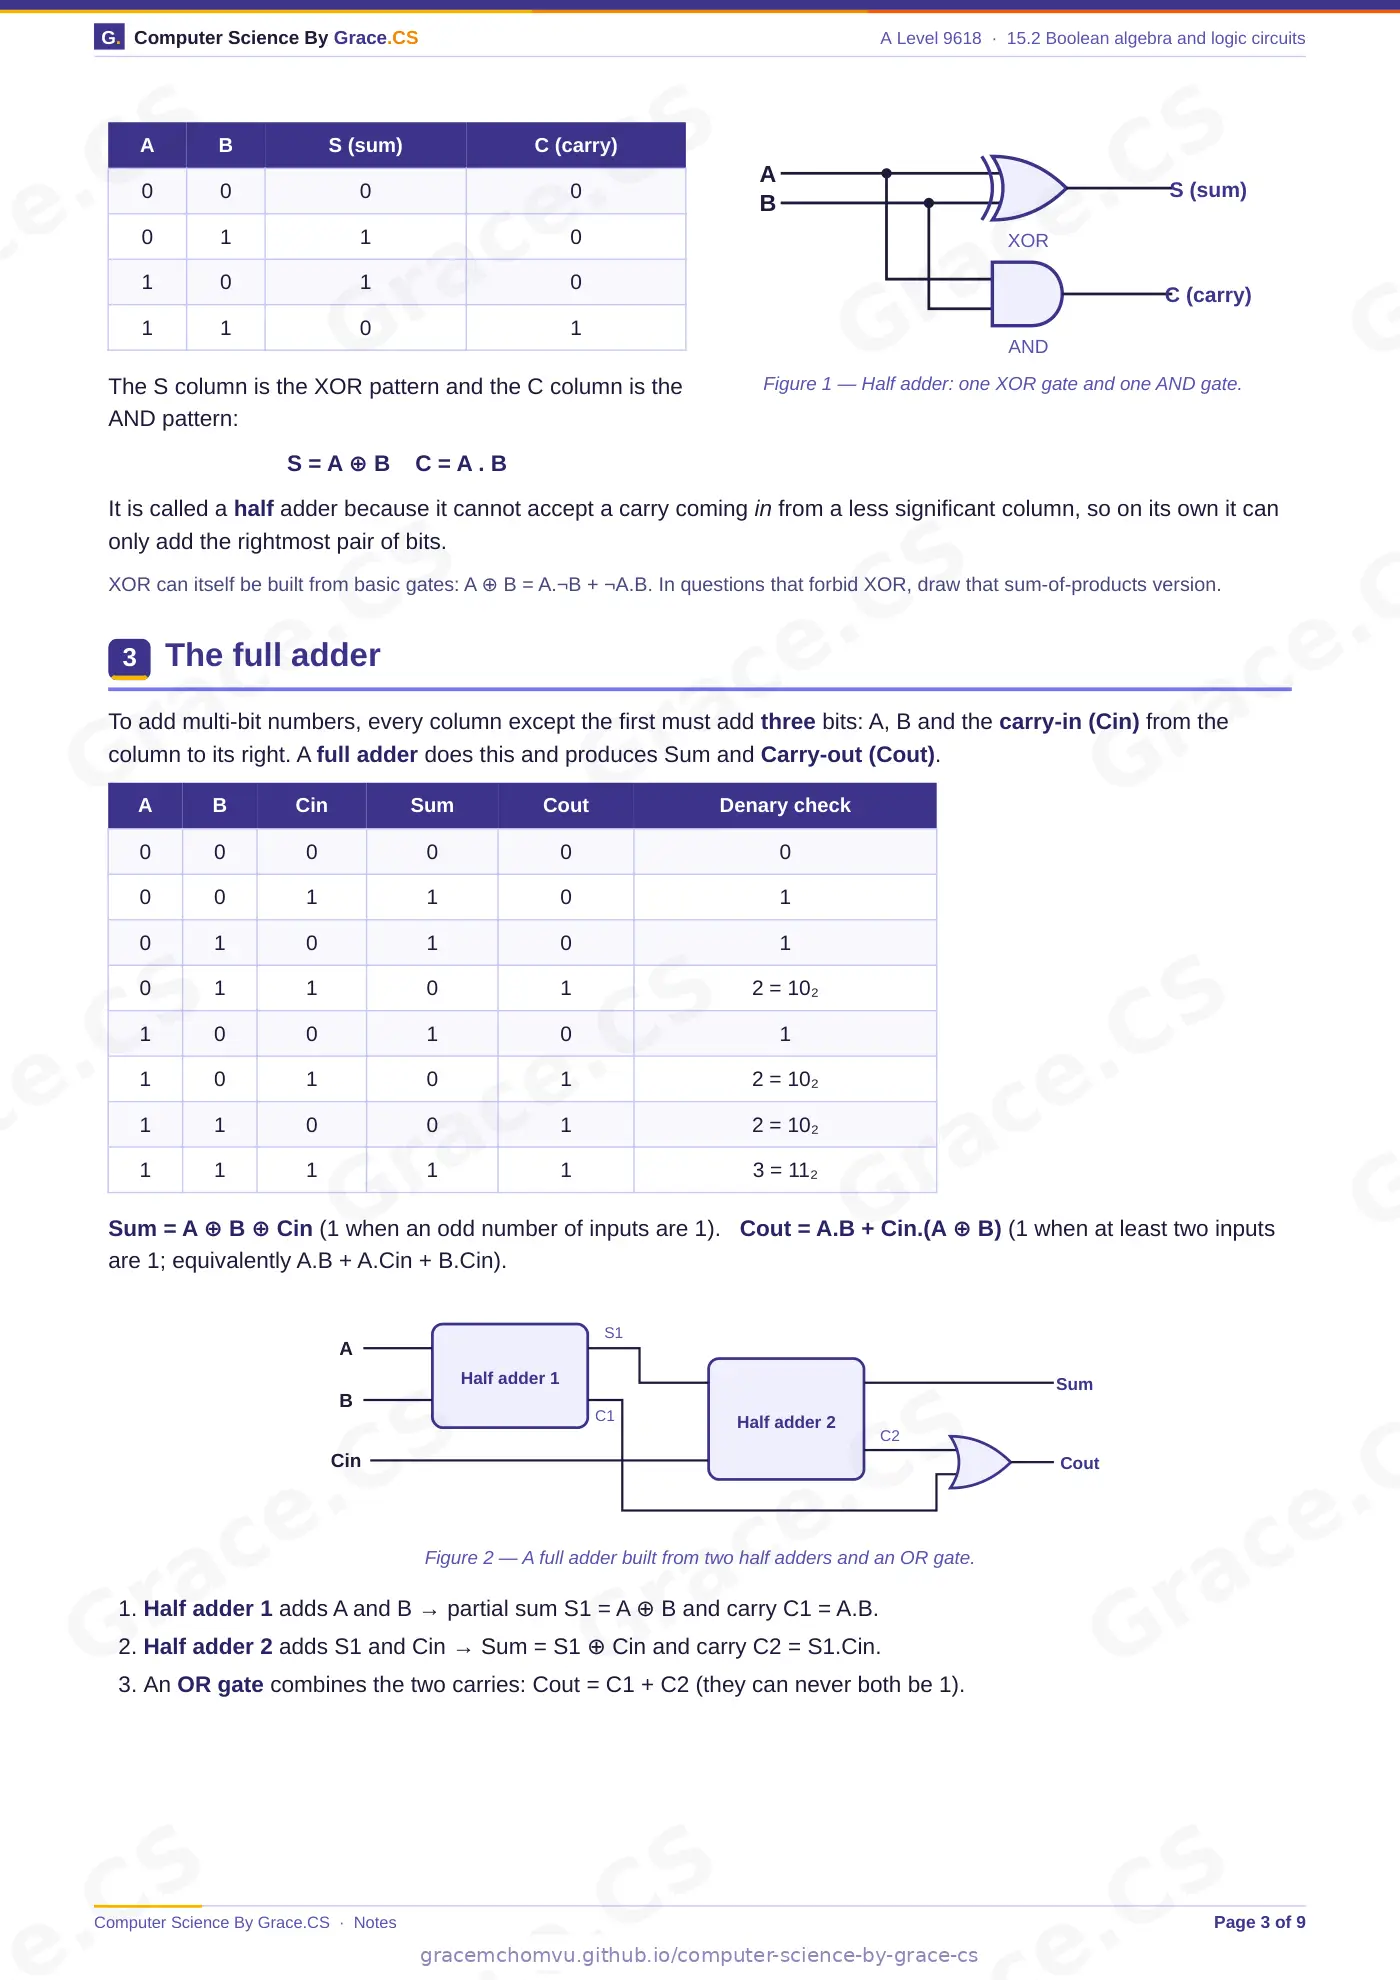 G. Computer Science By Grace.CS
A Level 9618 · 15.2 Boolean algebra and logic circuits
A B S (sum) C (carry)
0 0 0 0
0 1 1 0
1 0 1 0
1 1 0 1
The S column is the XOR pattern and the C column is the
AND pattern:
S = A ⊕ B C = A . B
A
B
S (sum)
XOR
C (carry)
AND
Figure 1 — Half adder: one XOR gate and one AND gate.
It is called a half adder because it cannot accept a carry coming in from a less significant column, so on its own it can
only add the rightmost pair of bits.
XOR can itself be built from basic gates: A ⊕ B = A.¬B + ¬A.B. In questions that forbid XOR, draw that sum-of-products version.
3 The full adder
To add multi-bit numbers, every column except the first must add three bits: A, B and the carry-in (Cin) from the
column to its right. A full adder does this and produces Sum and Carry-out (Cout).
A B Cin Sum Cout Denary check
0 0 0 0 0 0
0 0 1 1 0 1
0 1 0 1 0 1
0 1 1 0 1 2 = 10₂
1 0 0 1 0 1
1 0 1 0 1 2 = 10₂
1 1 0 0 1 2 = 10₂
1 1 1 1 1 3 = 11₂
Sum = A ⊕ B ⊕ Cin (1 when an odd number of inputs are 1). Cout = A.B + Cin.(A ⊕ B) (1 when at least two inputs
are 1; equivalently A.B + A.Cin + B.Cin).
A
B
Cin
Half adder 1
S1
C1
Half adder 2
C2
Sum
Cout
Figure 2 — A full adder built from two half adders and an OR gate.
1. Half adder 1 adds A and B → partial sum S1 = A ⊕ B and carry C1 = A.B.
2. Half adder 2 adds S1 and Cin → Sum = S1 ⊕ Cin and carry C2 = S1.Cin.
3. An OR gate combines the two carries: Cout = C1 + C2 (they can never both be 1).
Computer Science By Grace.CS · Notes
Page 3 of 9
gracemchomvu.github.io/computer-science-by-grace-cs
Grace.CS